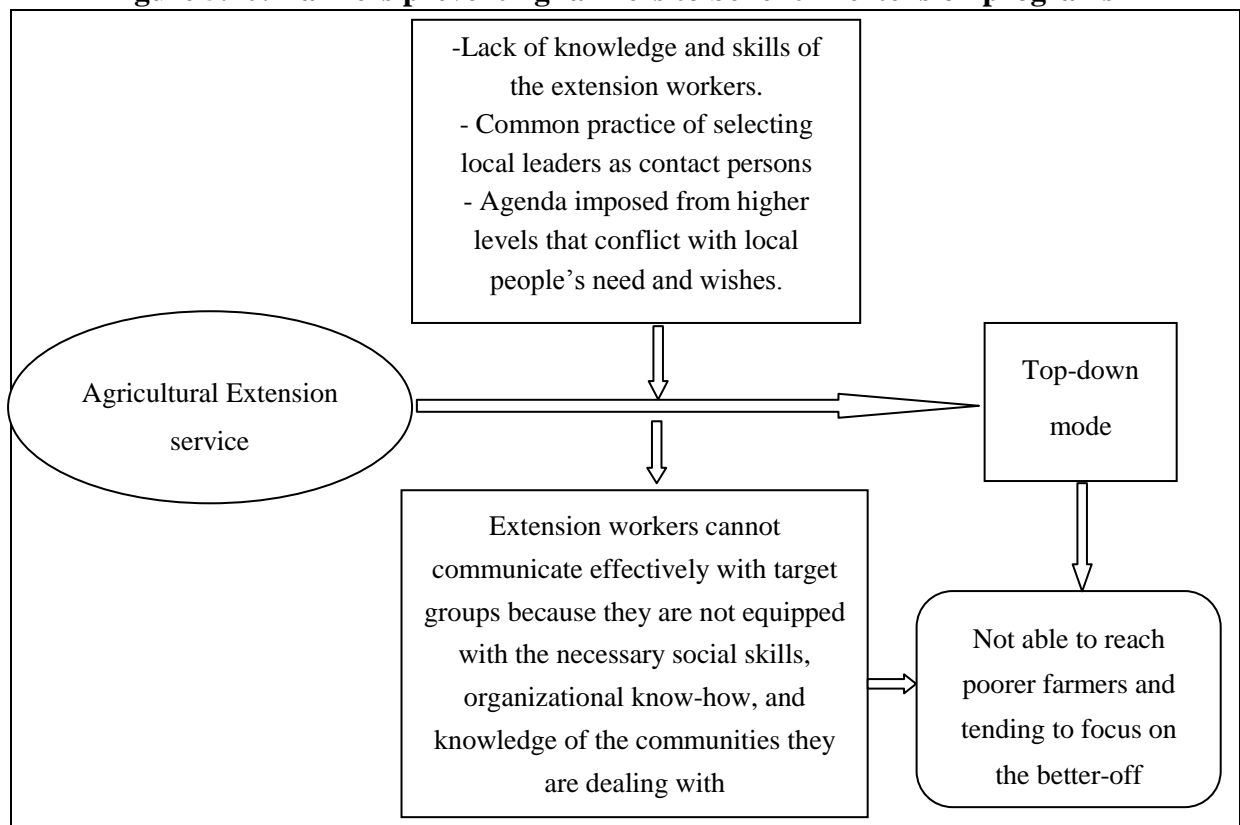 -Lack of knowledge and skills of
the extension workers.
- Common practice of selecting
local leaders as contact persons
- Agenda imposed from higher
levels that conflict with local
people’s need and wishes.
Agricultural Extension
service
Top-down
mode
Extension workers cannot
communicate effectively with target
groups because they are not equipped
with the necessary social skills,
organizational know-how, and
knowledge of the communities they
are dealing with
Not able to reach
poorer farmers and
tending to focus on
the better-off